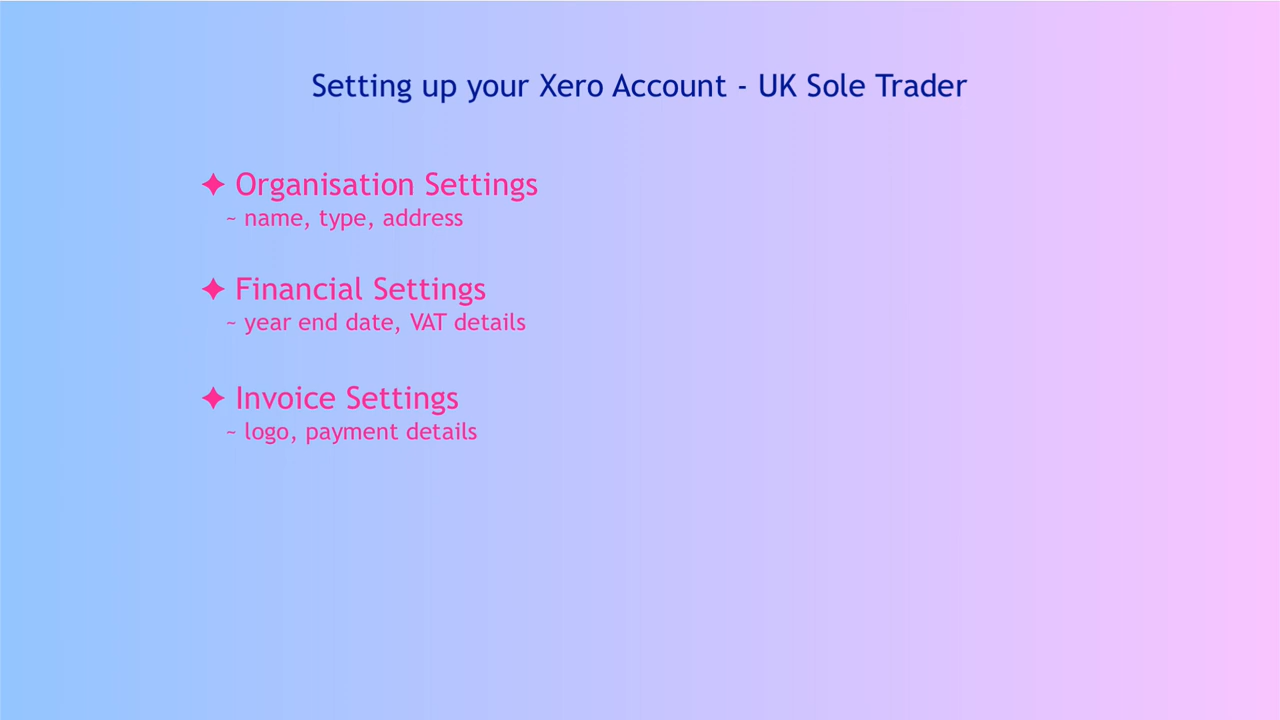 Setting up your Xero Account - UK Sole Trader
✦ Organisation Settings
~ name, type, address
✦ Financial Settings
~ year end date, VAT details
✦ Invoice Settings
~ logo, payment details